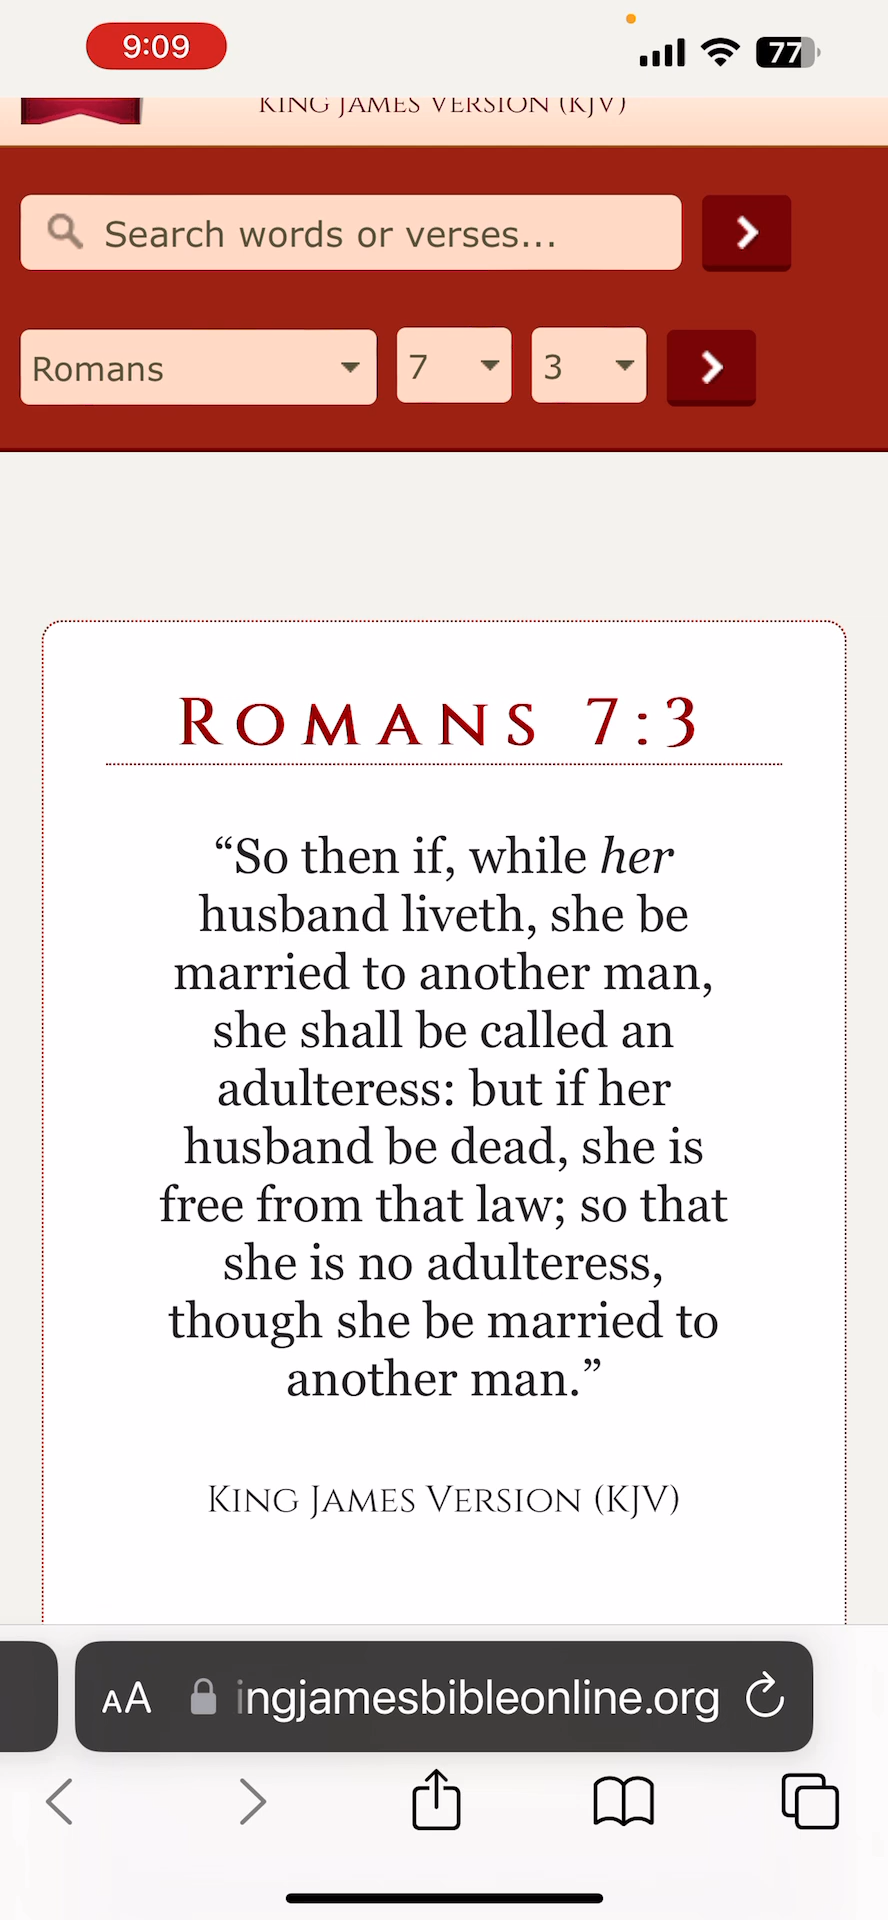 9:09
77
KING JAMES VERSION (KJV)
Search words or verses...
Romans
7
3
ROMANS 7:3
“So then if, while her
husband liveth, she be
married to another man,
she shall be called an
adulteress: but if her
husband be dead, she is
free from that law; so that
she is no adulteress,
though she be married to
another man.”
KING JAMES VERSION (KJV)
AA
ingjamesbibleonline.org